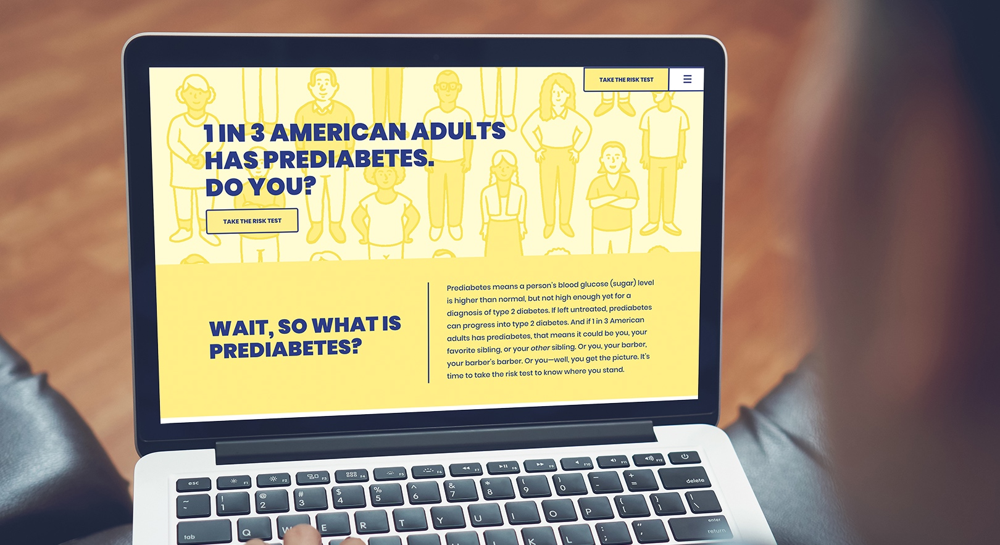 TAKE THE RISK TEST
1 IN 3 AMERICAN ADULTS
HAS PREDIABETES.
DO YOU?
TAKE THE RISK TEST
WAIT, SO WHAT IS
PREDIABETES?
Prediabetes means a person's blood glucose (sugar) level
is higher than normal, but not high enough yet for a
diagnosis of type 2 diabetes. If left untreated, prediabetes
can progress into type 2 diabetes. And if 1 in 3 American
adults has prediabetes, that means it could be you, your
favorite sibling, or your other sibling. Or you, your barber,
your barber's barber. Or you—well, you get the picture. It's
time to take the risk test to know where you stand.
esc F1 F2 F3 F4 F5 F6 F7 F8 F9 F10 F11 F12
~ ! @ # $ % ^ & * ( ) – + delete
1 2 3 4 5 6 7 8 9 0 - =
tab Q W E R T Y U I O P { } |
[ ] \
K L : " enter
; , return